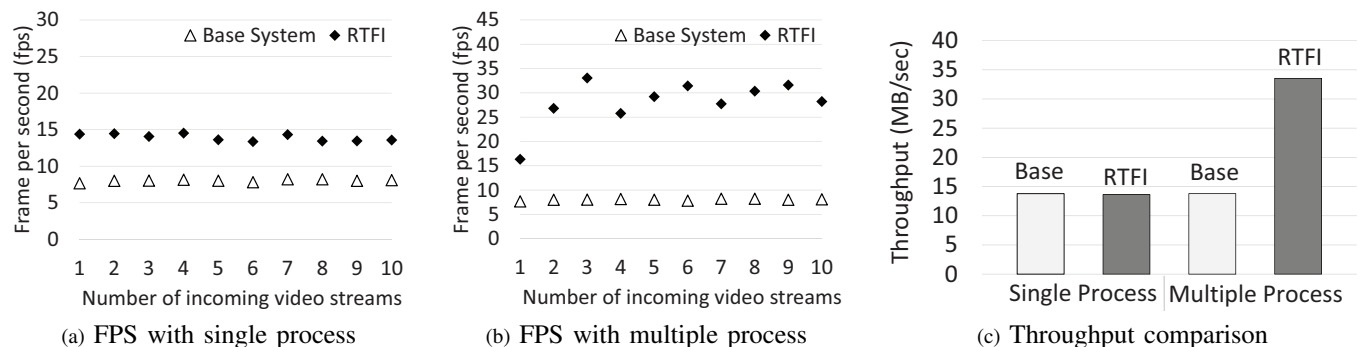 Frame per second (fps)
30
25
20
15
10
5
0
△ Base System ◆ RTFI
1 2 3 4 5 6 7 8 9 10
Number of incoming video streams
(a) FPS with single process
Frame per second (fps)
45
40
35
30
25
20
15
10
5
0
△ Base System ◆ RTFI
1 2 3 4 5 6 7 8 9 10
Number of incoming video streams
(b) FPS with multiple process
Throughput (MB/sec)
40
35
30
25
20
15
10
5
0
Base
RTFI
Base
RTFI
Single Process
Multiple Process
(c) Throughput comparison